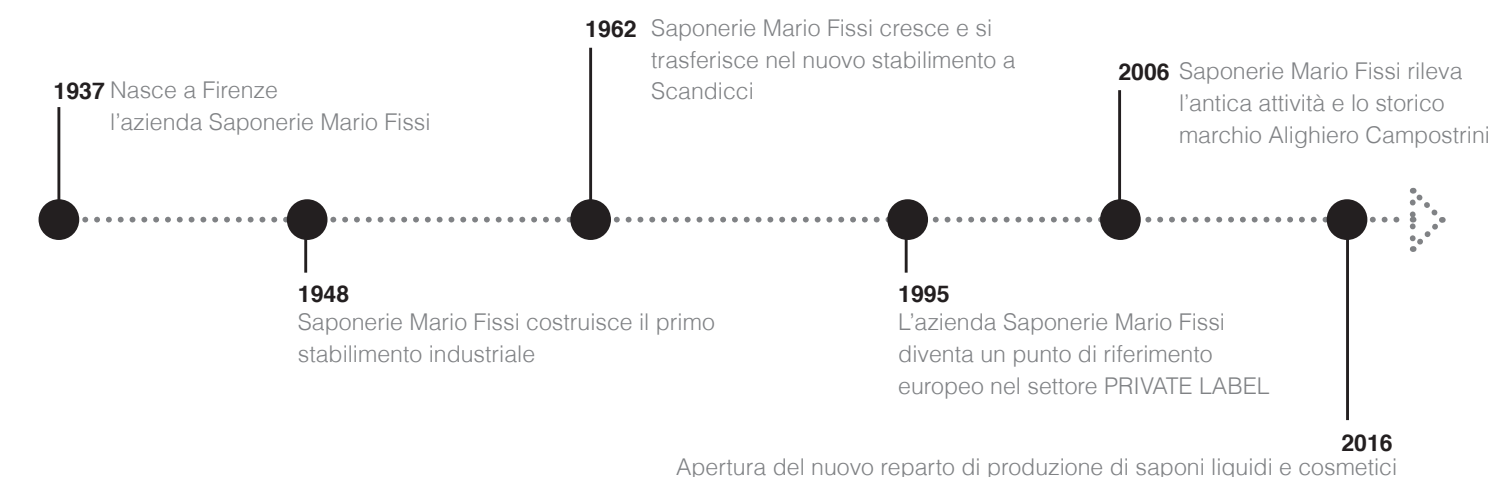 1937 Nasce a Firenze
l'azienda Saponerie Mario Fissi
1948
Saponerie Mario Fissi costruisce il primo
stabilimento industriale
1962 Saponerie Mario Fissi cresce e si
trasferisce nel nuovo stabilimento a
Scandicci
1995
L'azienda Saponerie Mario Fissi
diventa un punto di riferimento
europeo nel settore PRIVATE LABEL
2006 Saponerie Mario Fissi rileva
l'antica attività e lo storico
marchio Alighiero Campostrini
2016
Apertura del nuovo reparto di produzione di saponi liquidi e cosmetici